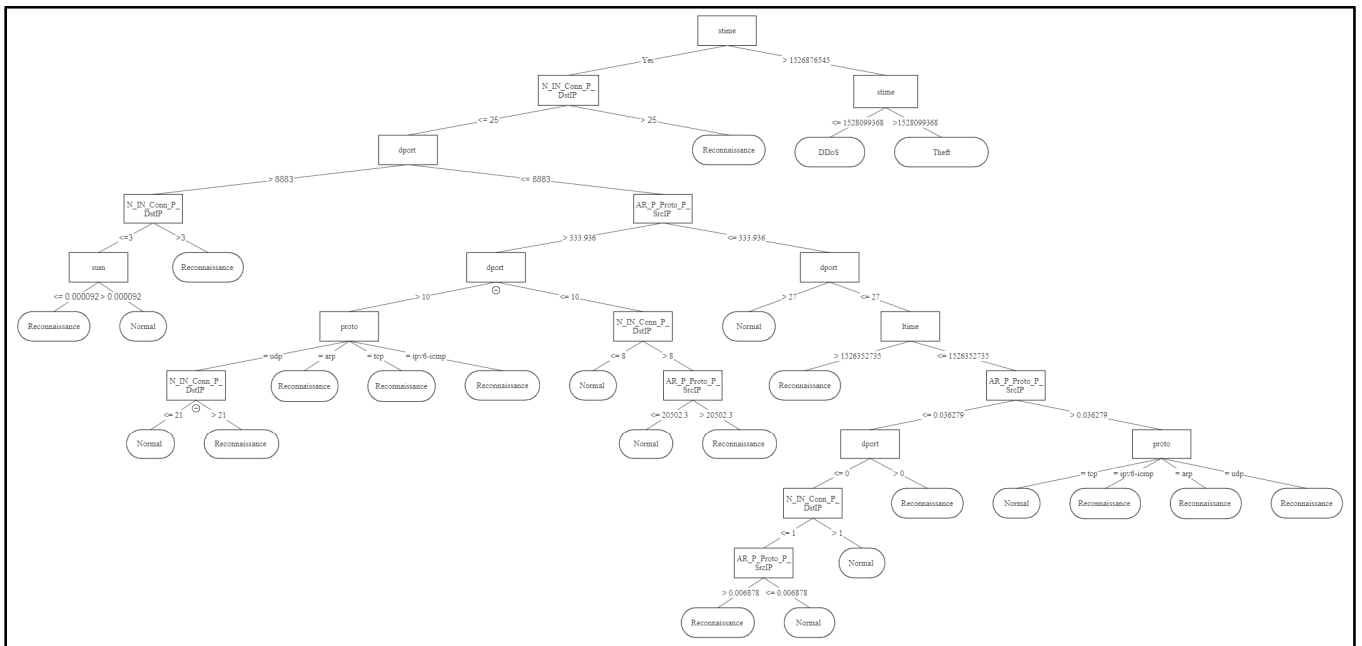 stime
Yes
> 1526876545
N_IN_Conn_P_
DstIP
stime
<= 25
> 25
<= 1528099368
>1528099368
dport
Reconnaissance
DDoS
Theft
> 8883
<= 8883
N_IN_Conn_P_
DstIP
AR_P_Proto_P_
SrcIP
<=3
>3
> 333.936
<= 333.936
sum
Reconnaissance
dport
dport
<= 0.000092
> 0.000092
> 10
<= 10
> 27
<= 27
Reconnaissance
Normal
proto
N_IN_Conn_P_
DstIP
Normal
ltime
= udp
= arp
= tcp
= ipv6-icmp
<= 8
> 8
> 1526352735
<= 1526352735
N_IN_Conn_P_
DstIP
Reconnaissance
Reconnaissance
Reconnaissance
Normal
AR_P_Proto_P_
SrcIP
Reconnaissance
AR_P_Proto_P_
SrcIP
<= 21
> 21
<= 20502.3
> 20502.3
<= 0.036279
> 0.036279
Normal
Reconnaissance
Normal
Reconnaissance
dport
proto
<= 0
> 0
= tcp
= ipv6-icmp
= arp
= udp
N_IN_Conn_P_
DstIP
Reconnaissance
Normal
Reconnaissance
Reconnaissance
Reconnaissance
<= 1
> 1
AR_P_Proto_P_
SrcIP
Normal
> 0.006878
<= 0.006878
Reconnaissance
Normal